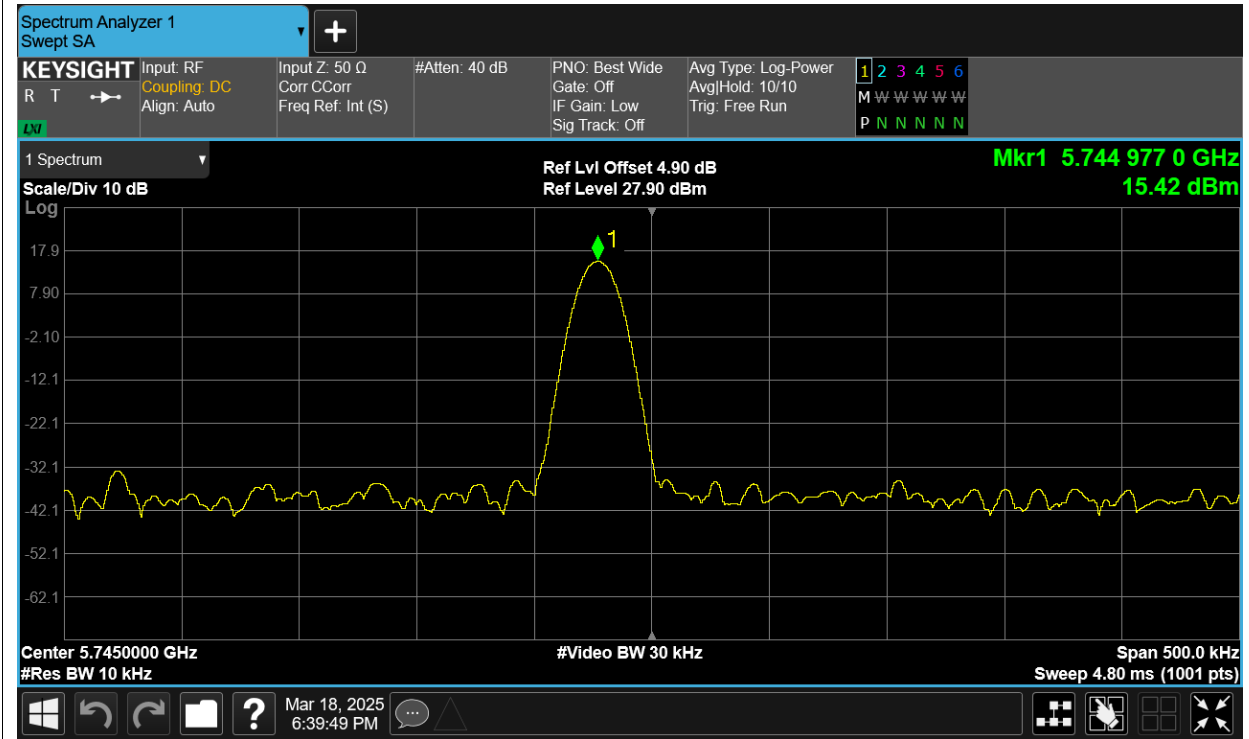 Spectrum Analyzer 1
Swept SA
KEYSIGHT
R T
LXI
Input: RF
Coupling: DC
Align: Auto
Input Z: 50 Ω
Corr CCorr
Freq Ref: Int (S)
#Atten: 40 dB
PNO: Best Wide
Gate: Off
IF Gain: Low
Sig Track: Off
Avg Type: Log-Power
Avg|Hold: 10/10
Trig: Free Run
1 2 3 4 5 6
M W W W W W
P N N N N N
1 Spectrum
Scale/Div 10 dB
Log
Ref Lvl Offset 4.90 dB
Ref Level 27.90 dBm
Mkr1 5.744 977 0 GHz
15.42 dBm
1
17.9
7.90
-2.10
-12.1
-22.1
-32.1
-42.1
-52.1
-62.1
Center 5.7450000 GHz
#Res BW 10 kHz
#Video BW 30 kHz
Span 500.0 kHz
Sweep 4.80 ms (1001 pts)
?
Mar 18, 2025
6:39:49 PM